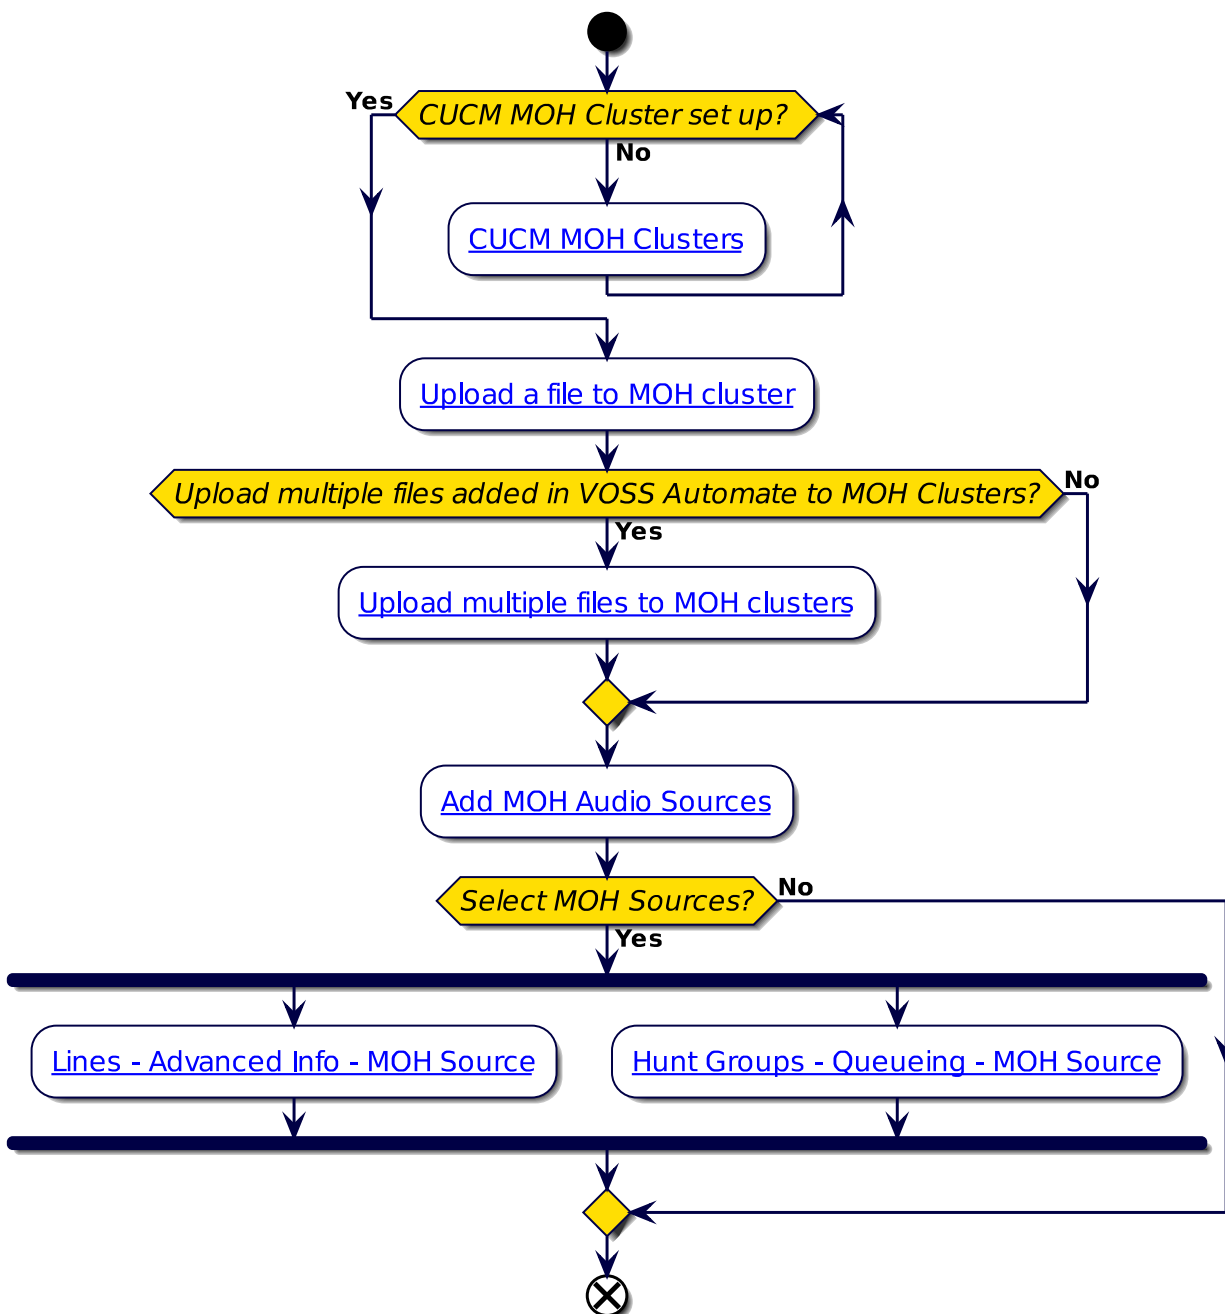 CUCM MOH Cluster set up?
Yes
No
CUCM MOH Clusters
Upload a file to MOH cluster
Upload multiple files added in VOSS Automate to MOH Clusters?
No
Yes
Upload multiple files to MOH clusters
Add MOH Audio Sources
Select MOH Sources?
No
Yes
Lines - Advanced Info - MOH Source
Hunt Groups - Queueing - MOH Source